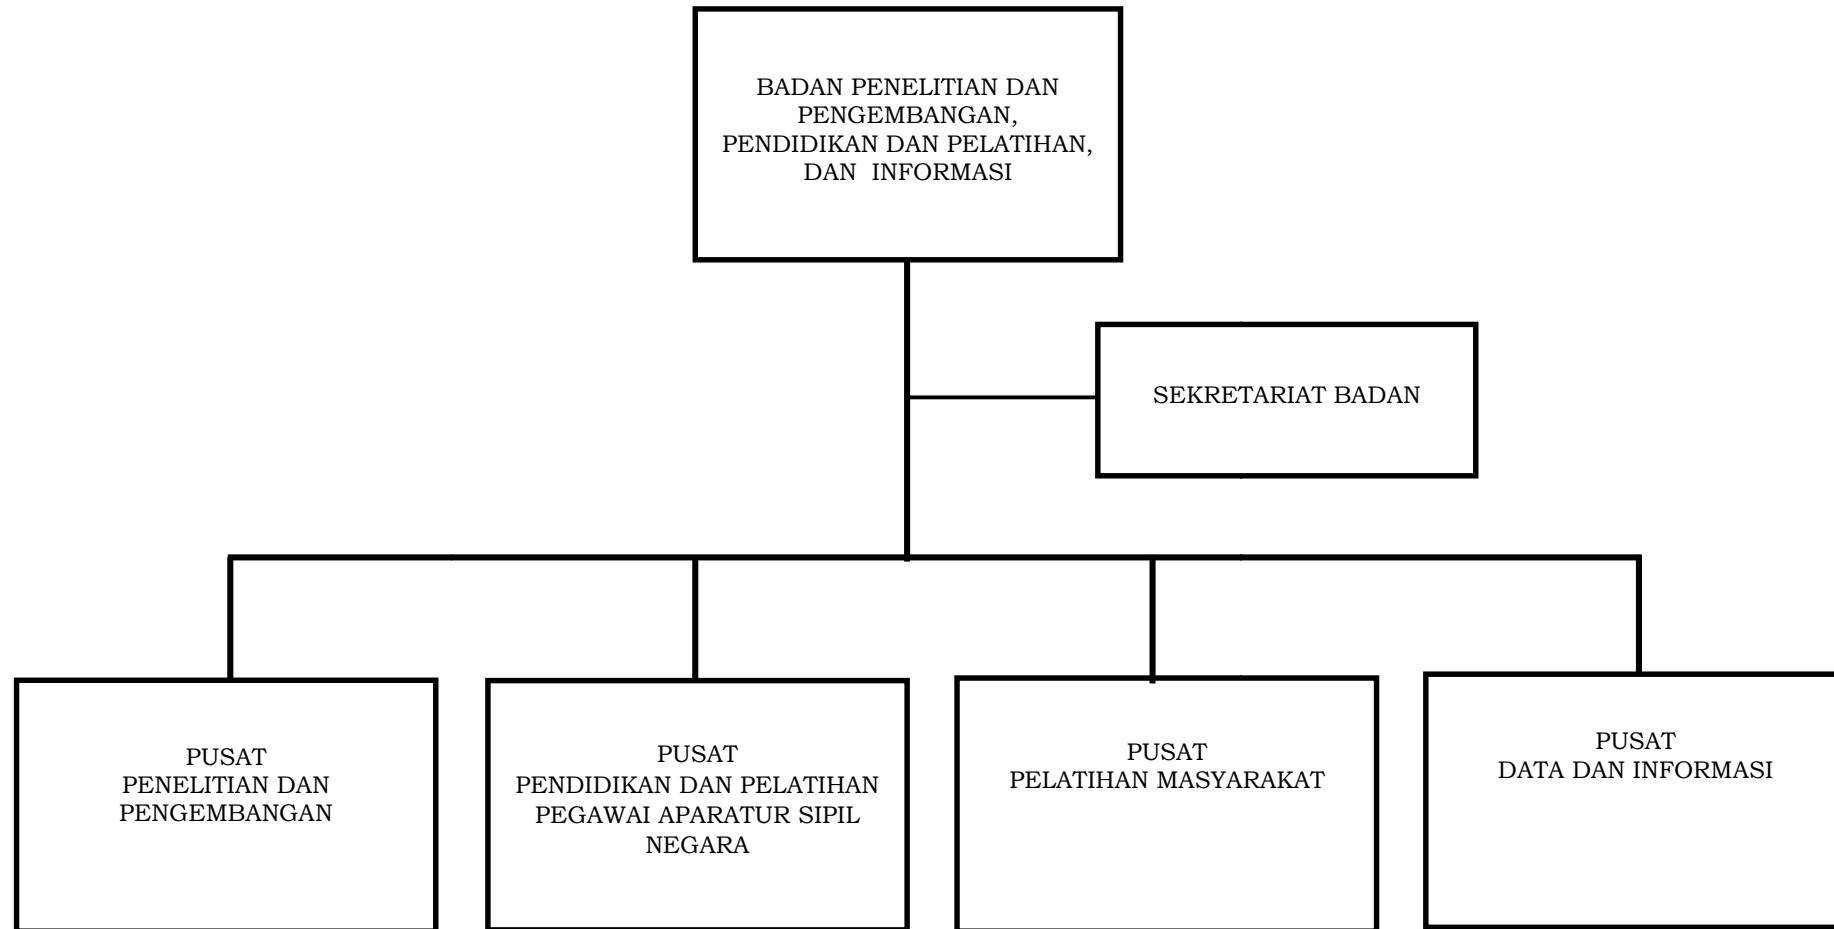 BADAN PENELITIAN DAN
PENGEMBANGAN,
PENDIDIKAN DAN PELATIHAN,
DAN INFORMASI
SEKRETARIAT BADAN
PUSAT
PENELITIAN DAN
PENGEMBANGAN
PUSAT
PENDIDIKAN DAN PELATIHAN
PEGAWAI APARATUR SIPIL
NEGARA
PUSAT
PELATIHAN MASYARAKAT
PUSAT
DATA DAN INFORMASI